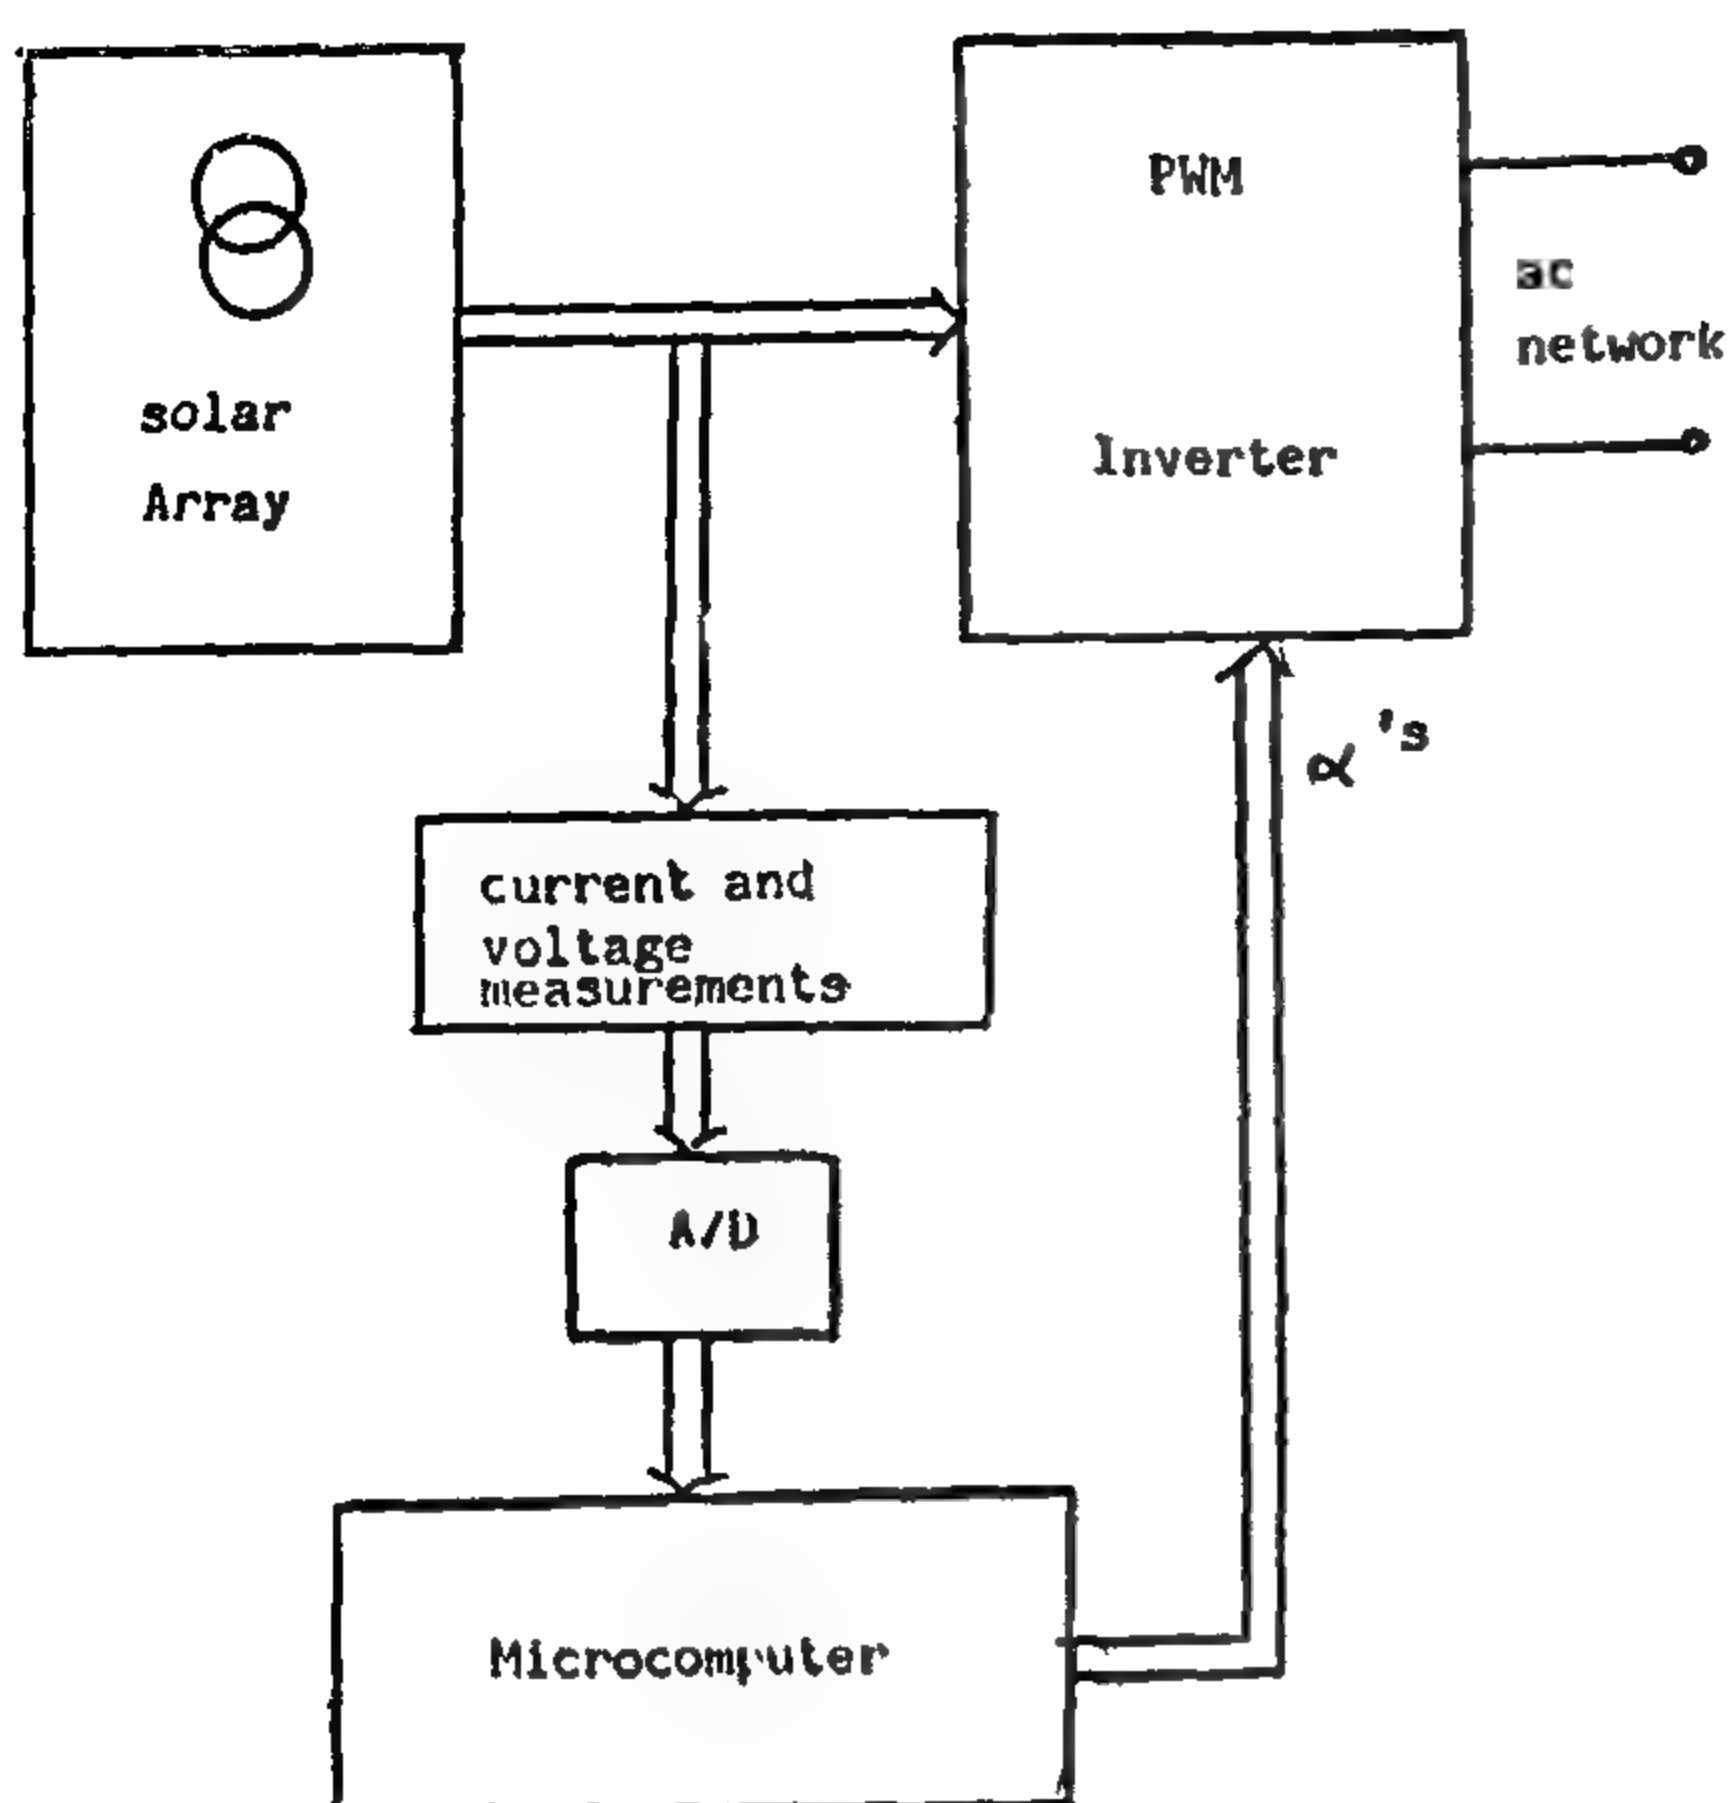 solar
Array
PWM
Inverter
ac
network
α's
current and
voltage
measurements
A/D
Microcomputer